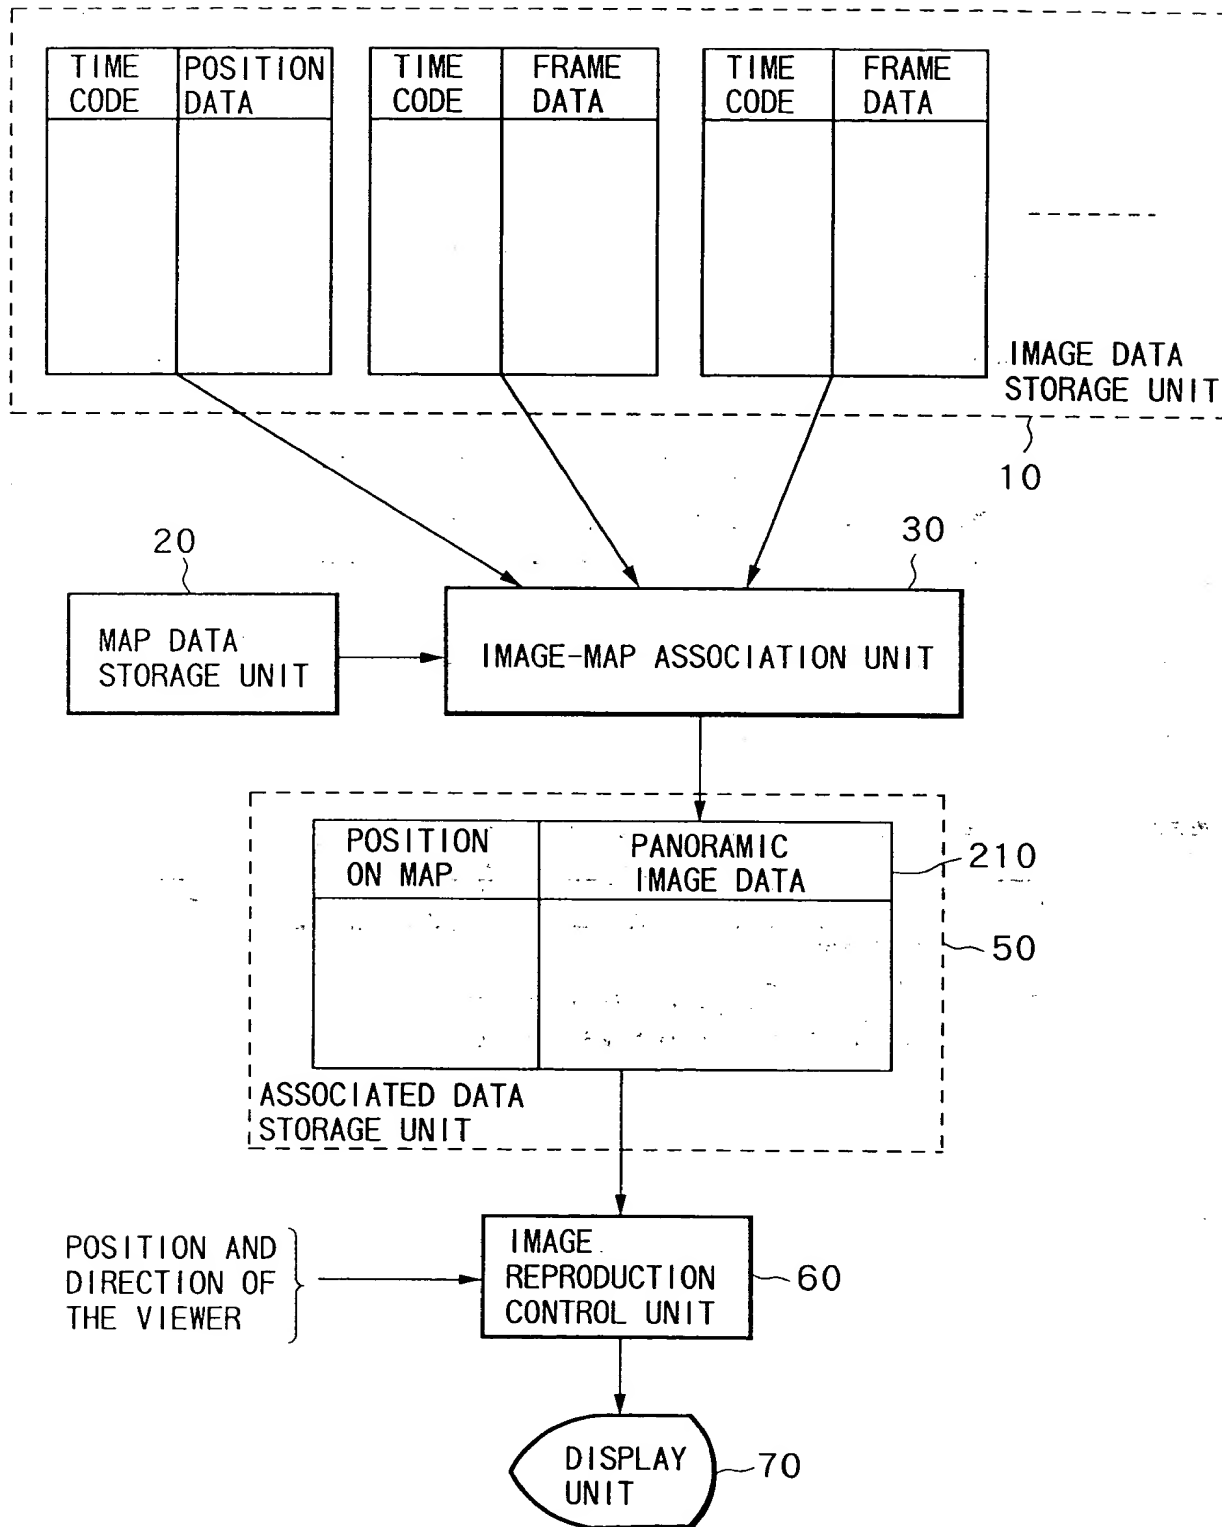 TIME CODE
POSITION DATA
TIME CODE
FRAME DATA
TIME CODE
FRAME DATA
IMAGE DATA
STORAGE UNIT
10
20
30
MAP DATA
STORAGE UNIT
IMAGE-MAP ASSOCIATION UNIT
POSITION
ON MAP
PANORAMIC
IMAGE DATA
210
50
ASSOCIATED DATA
STORAGE UNIT
POSITION AND
DIRECTION OF
THE VIEWER
IMAGE
REPRODUCTION
CONTROL UNIT
60
DISPLAY
UNIT
70